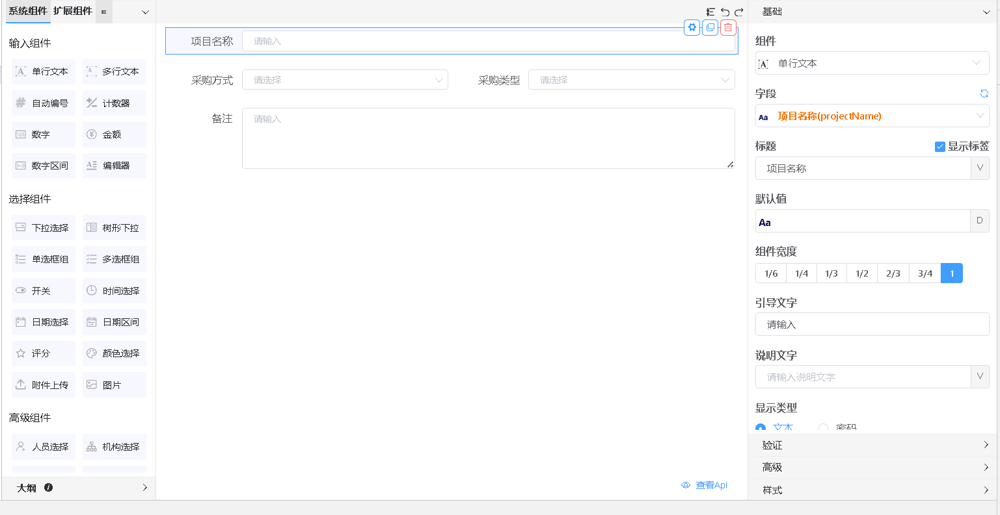 系统组件 扩展组件
输入组件
单行文本 多行文本
自动编号 计数器
数字 金额
数字区间 编辑器
选择组件
下拉选择 树形下拉
单选框组 多选框组
开关 时间选择
日期选择 日期区间
评分 颜色选择
附件上传 图片
高级组件
人员选择 机构选择
大纲
项目名称 请输入
采购方式 请选择 采购类型 请选择
备注 请输入
查看Api
基础
组件
单行文本
字段
Aa 项目名称(projectName)
标题 显示标签
项目名称 V
默认值
Aa D
组件宽度
1/6 1/4 1/3 1/2 2/3 3/4 1
引导文字
请输入
说明文字
请输入说明文字 V
显示类型
文本 密码
验证
高级
样式